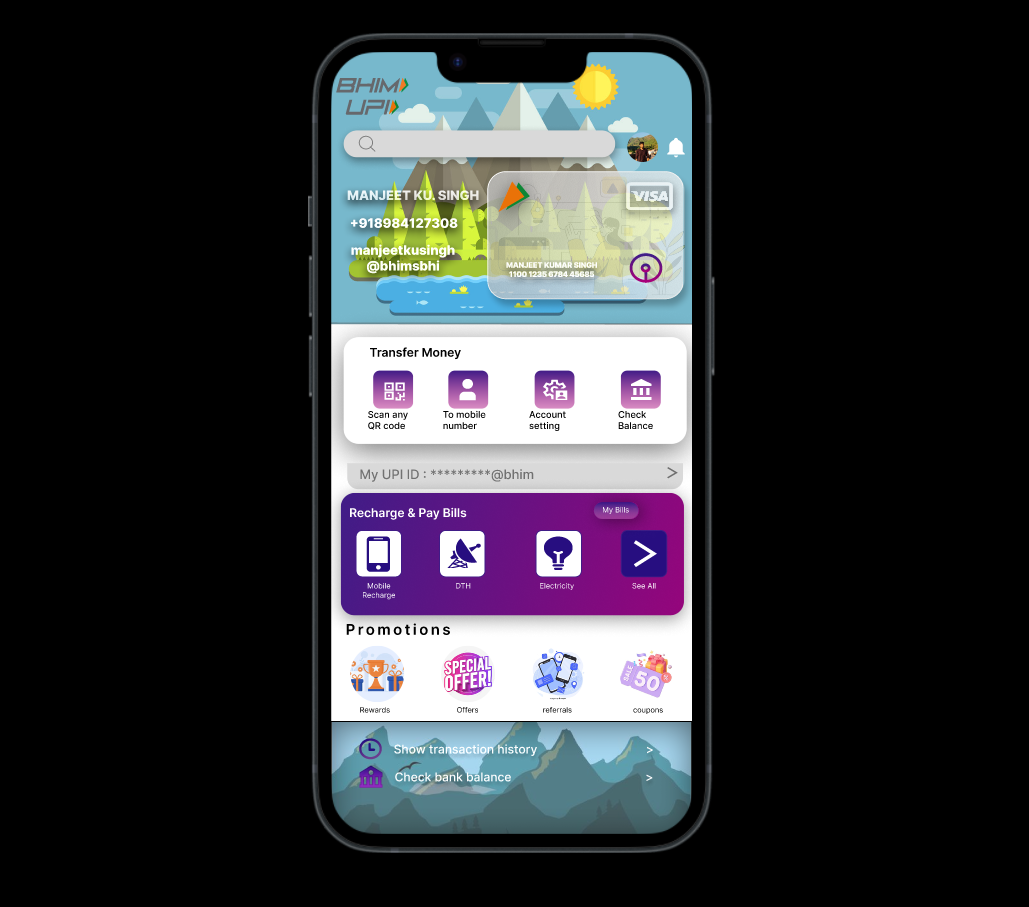 BHIM
UPI
MANJEET KU. SINGH
+918984127308
manjeetkusingh
@bhimsbhi
VISA
MANJEET KUMAR SINGH
1100 1235 6784 45685
Transfer Money
Scan any
QR code
To mobile
number
Account
setting
Check
Balance
My UPI ID : *********@bhim
>
Recharge & Pay Bills
My Bills
Mobile
Recharge
DTH
Electricity
See All
Promotions
SPECIAL
OFFER!
SALE
50
Rewards
Offers
referrals
coupons
Show transaction history
>
Check bank balance
>